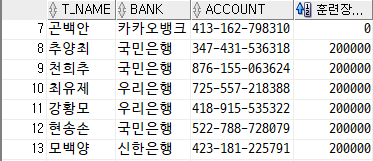 T_NAME BANK ACCOUNT 훈련장...
7 곤백안 카카오뱅크 413-162-798310 0
8 추양최 국민은행 347-431-536318 200000
9 천희추 국민은행 876-155-063624 200000
10 최유제 우리은행 725-557-218388 200000
11 강황모 우리은행 418-915-535322 200000
12 현송손 국민은행 522-788-728079 200000
13 모백양 신한은행 423-181-225791 200000